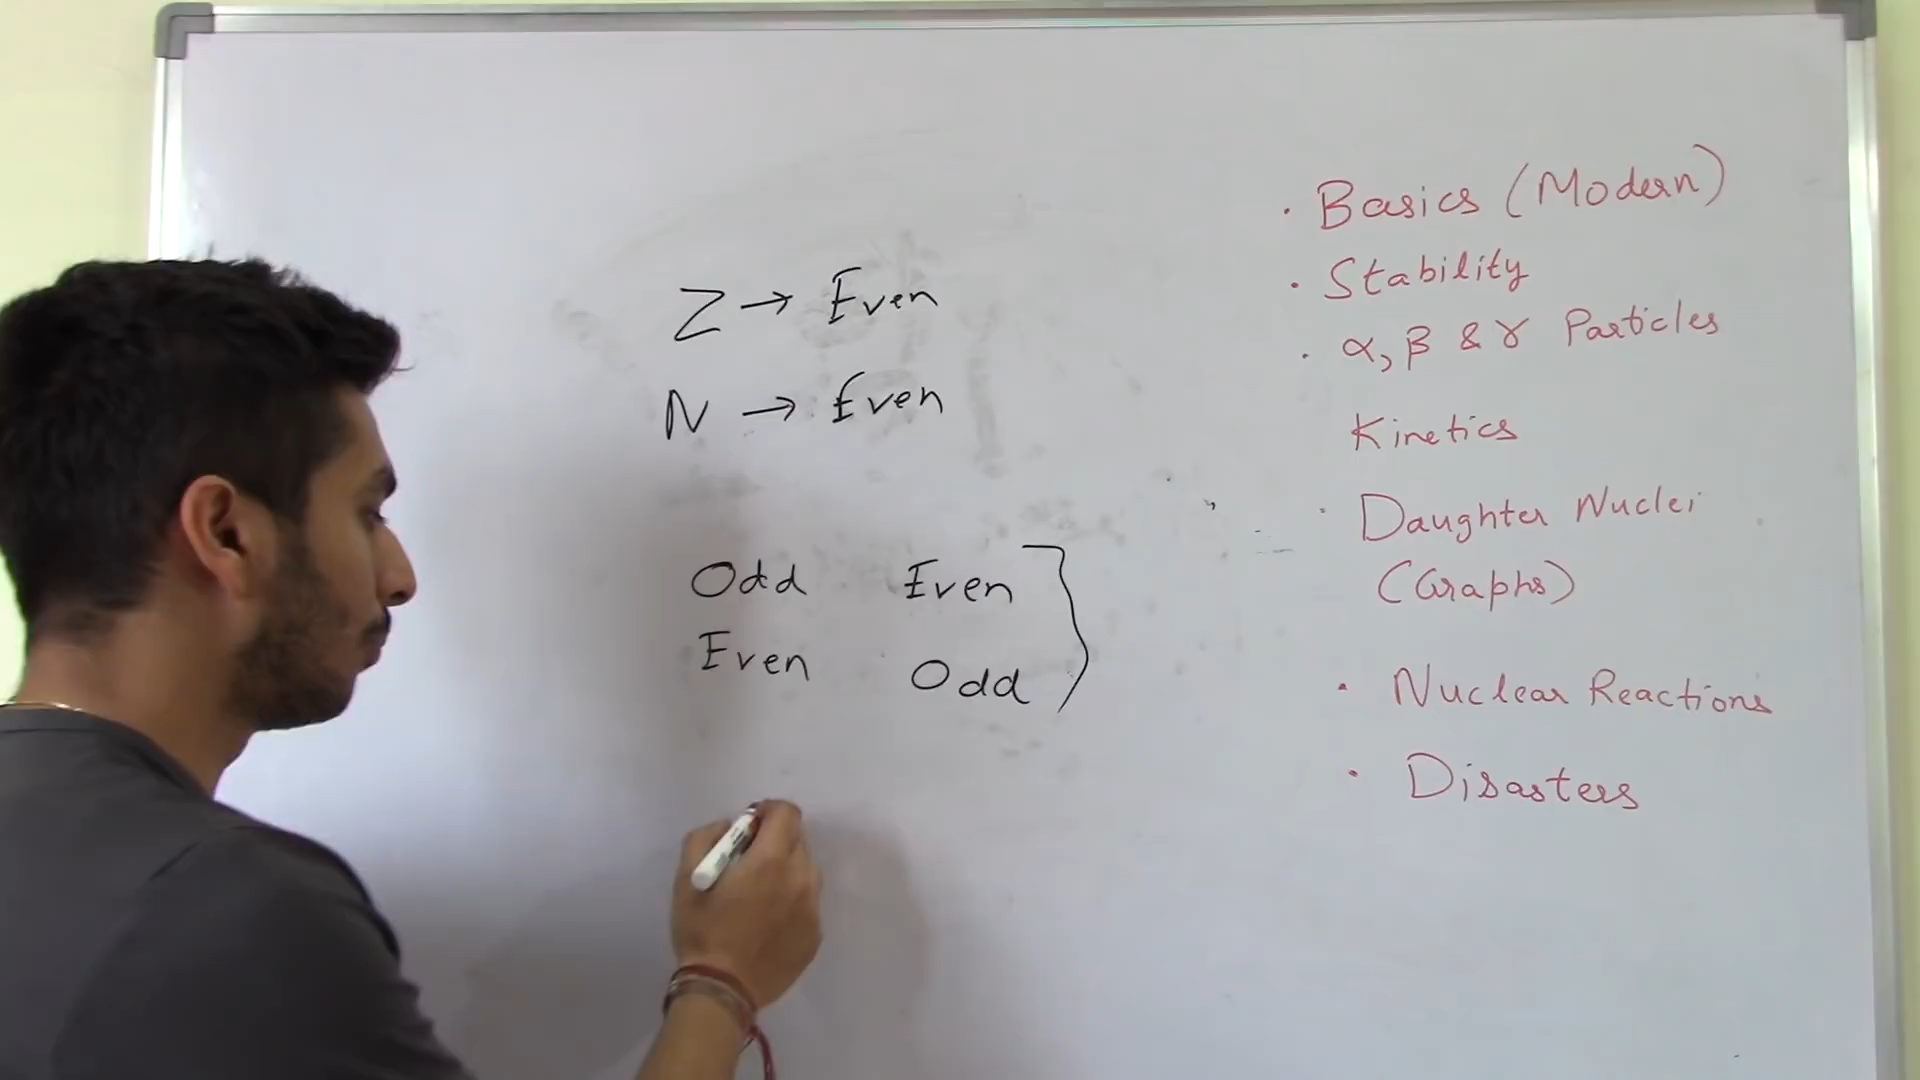 Z → Even
N → Even
Odd Even
Even Odd
· Basics (Modern)
· Stability
· α, β & γ Particles
Kinetics
· Daughter Nuclei
(Graphs)
· Nuclear Reactions
· Disasters